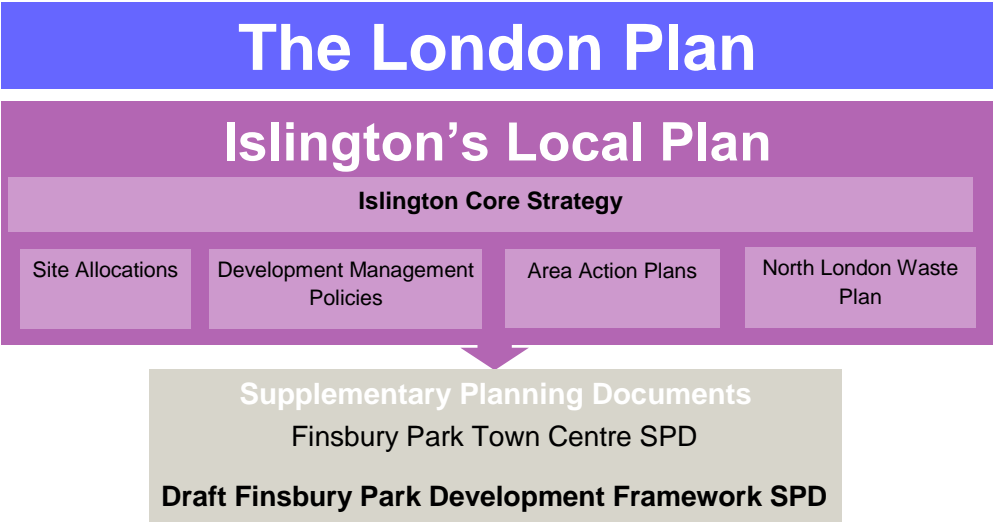 The London Plan
Islington’s Local Plan
Islington Core Strategy
Site Allocations
Development Management
Policies
Area Action Plans
North London Waste
Plan
Supplementary Planning Documents
Finsbury Park Town Centre SPD
Draft Finsbury Park Development Framework SPD